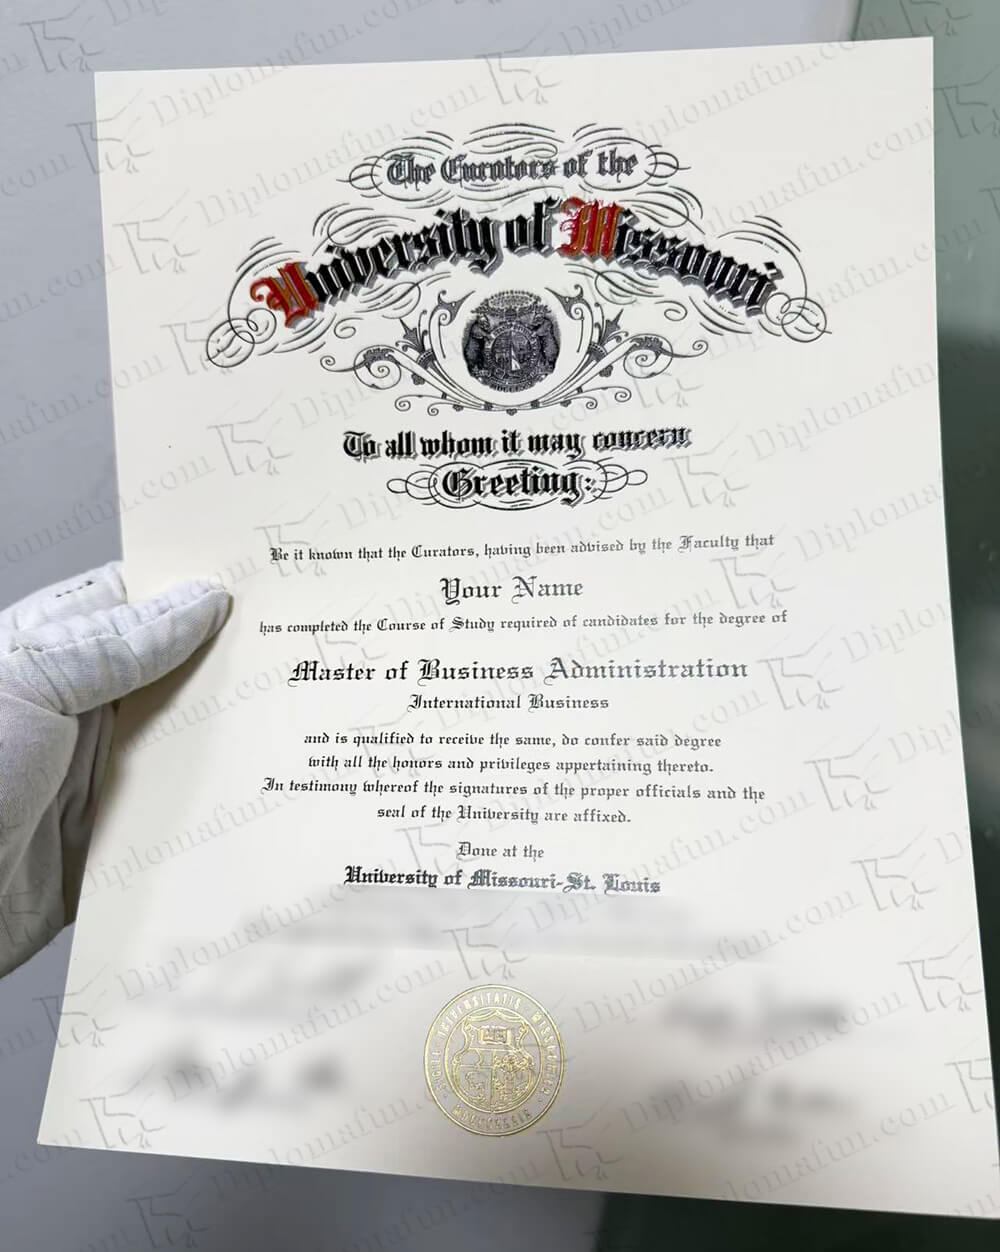 The Curators of the
University of Missouri
To all whom it may concern
Greeting:
Be it known that the Curators, having been advised by the Faculty that
Your Name
has completed the Course of Study required of candidates for the degree of
Master of Business Administration
International Business
and is qualified to receive the same, do confer said degree
with all the honors and privileges appertaining thereto.
In testimony whereof the signatures of the proper officials and the
seal of the University are affixed.
Done at the
University of Missouri-St. Louis
Diplomafun.com